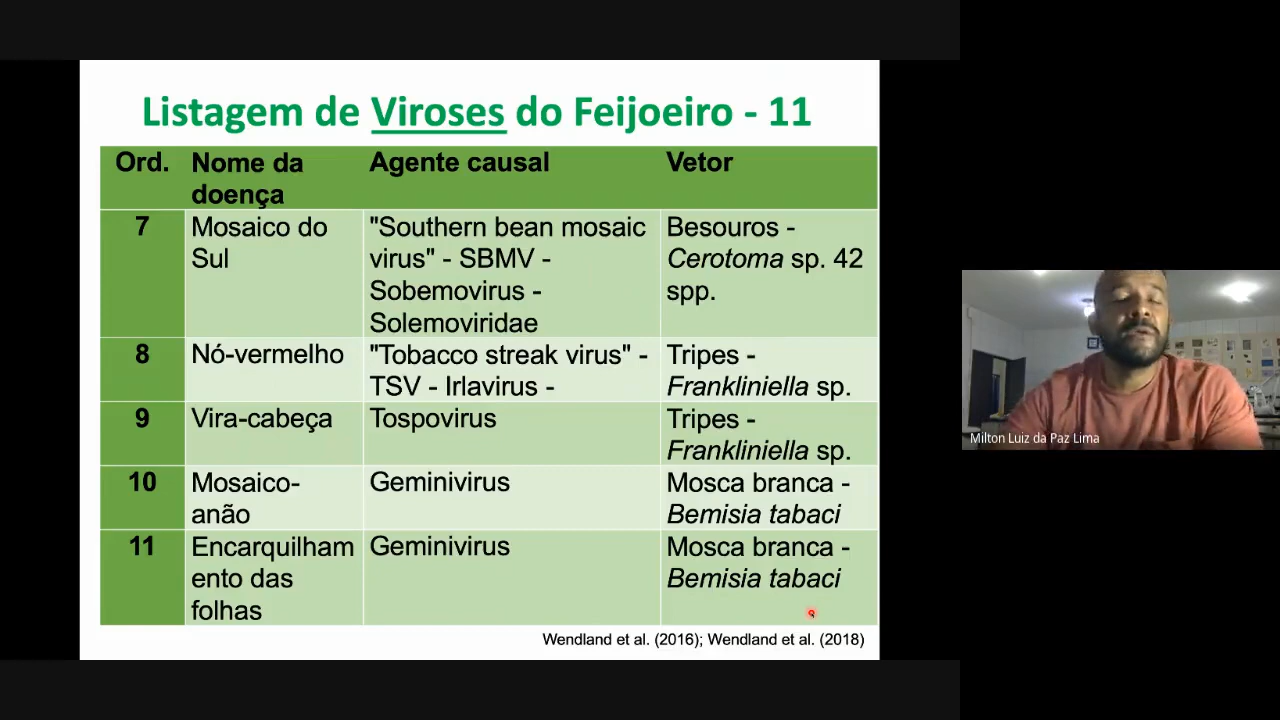 Listagem de Viroses do Feijoeiro - 11
Ord. Nome da doença Agente causal Vetor
7 Mosaico do Sul "Southern bean mosaic virus" - SBMV - Sobemovirus - Solemoviridae Besouros - Cerotoma sp. 42 spp.
8 Nó-vermelho "Tobacco streak virus" - TSV - Irlavirus - Tripes - Frankliniella sp.
9 Vira-cabeça Tospovirus Tripes - Frankliniella sp.
10 Mosaico-anão Geminivirus Mosca branca - Bemisia tabaci
11 Encarquilhamento das folhas Geminivirus Mosca branca - Bemisia tabaci
Wendland et al. (2016); Wendland et al. (2018)
Milton Luiz da Paz Lima